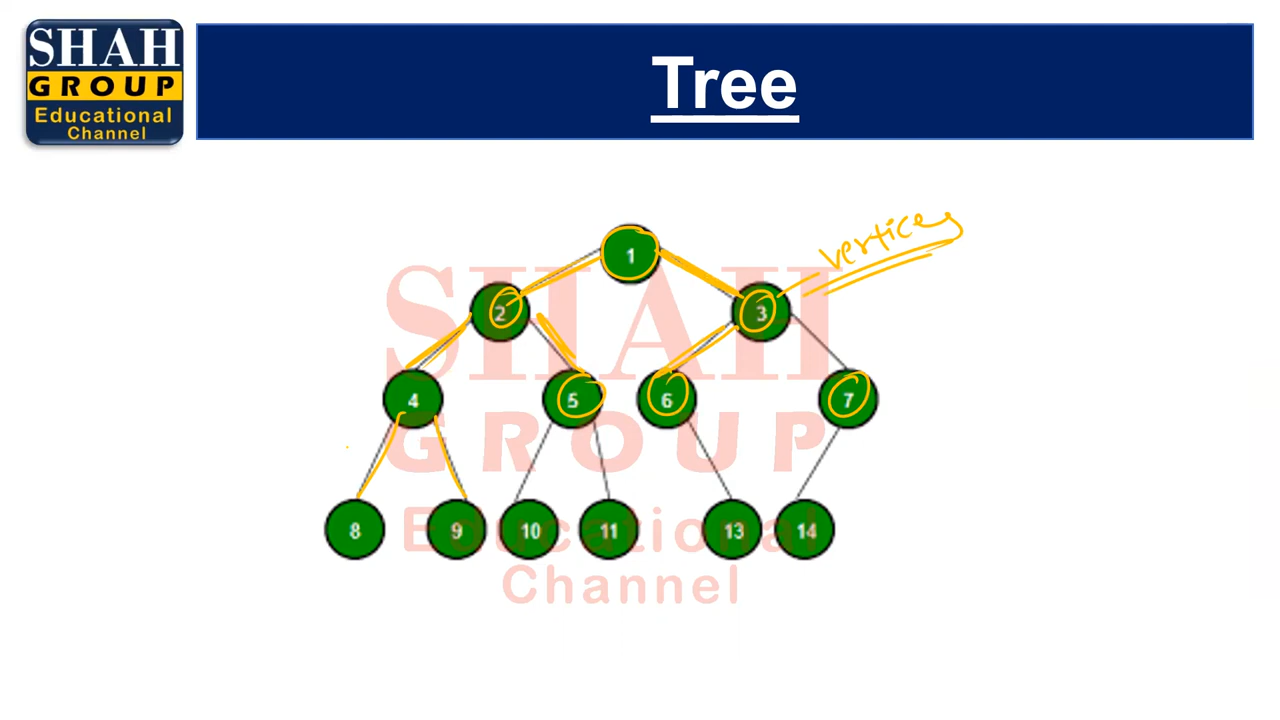 SHAH
GROUP
Educational
Channel
Tree
vertices
1
2
3
4
5
6
7
8
9
10
11
13
14
SHAH
GROUP
Educational
Channel